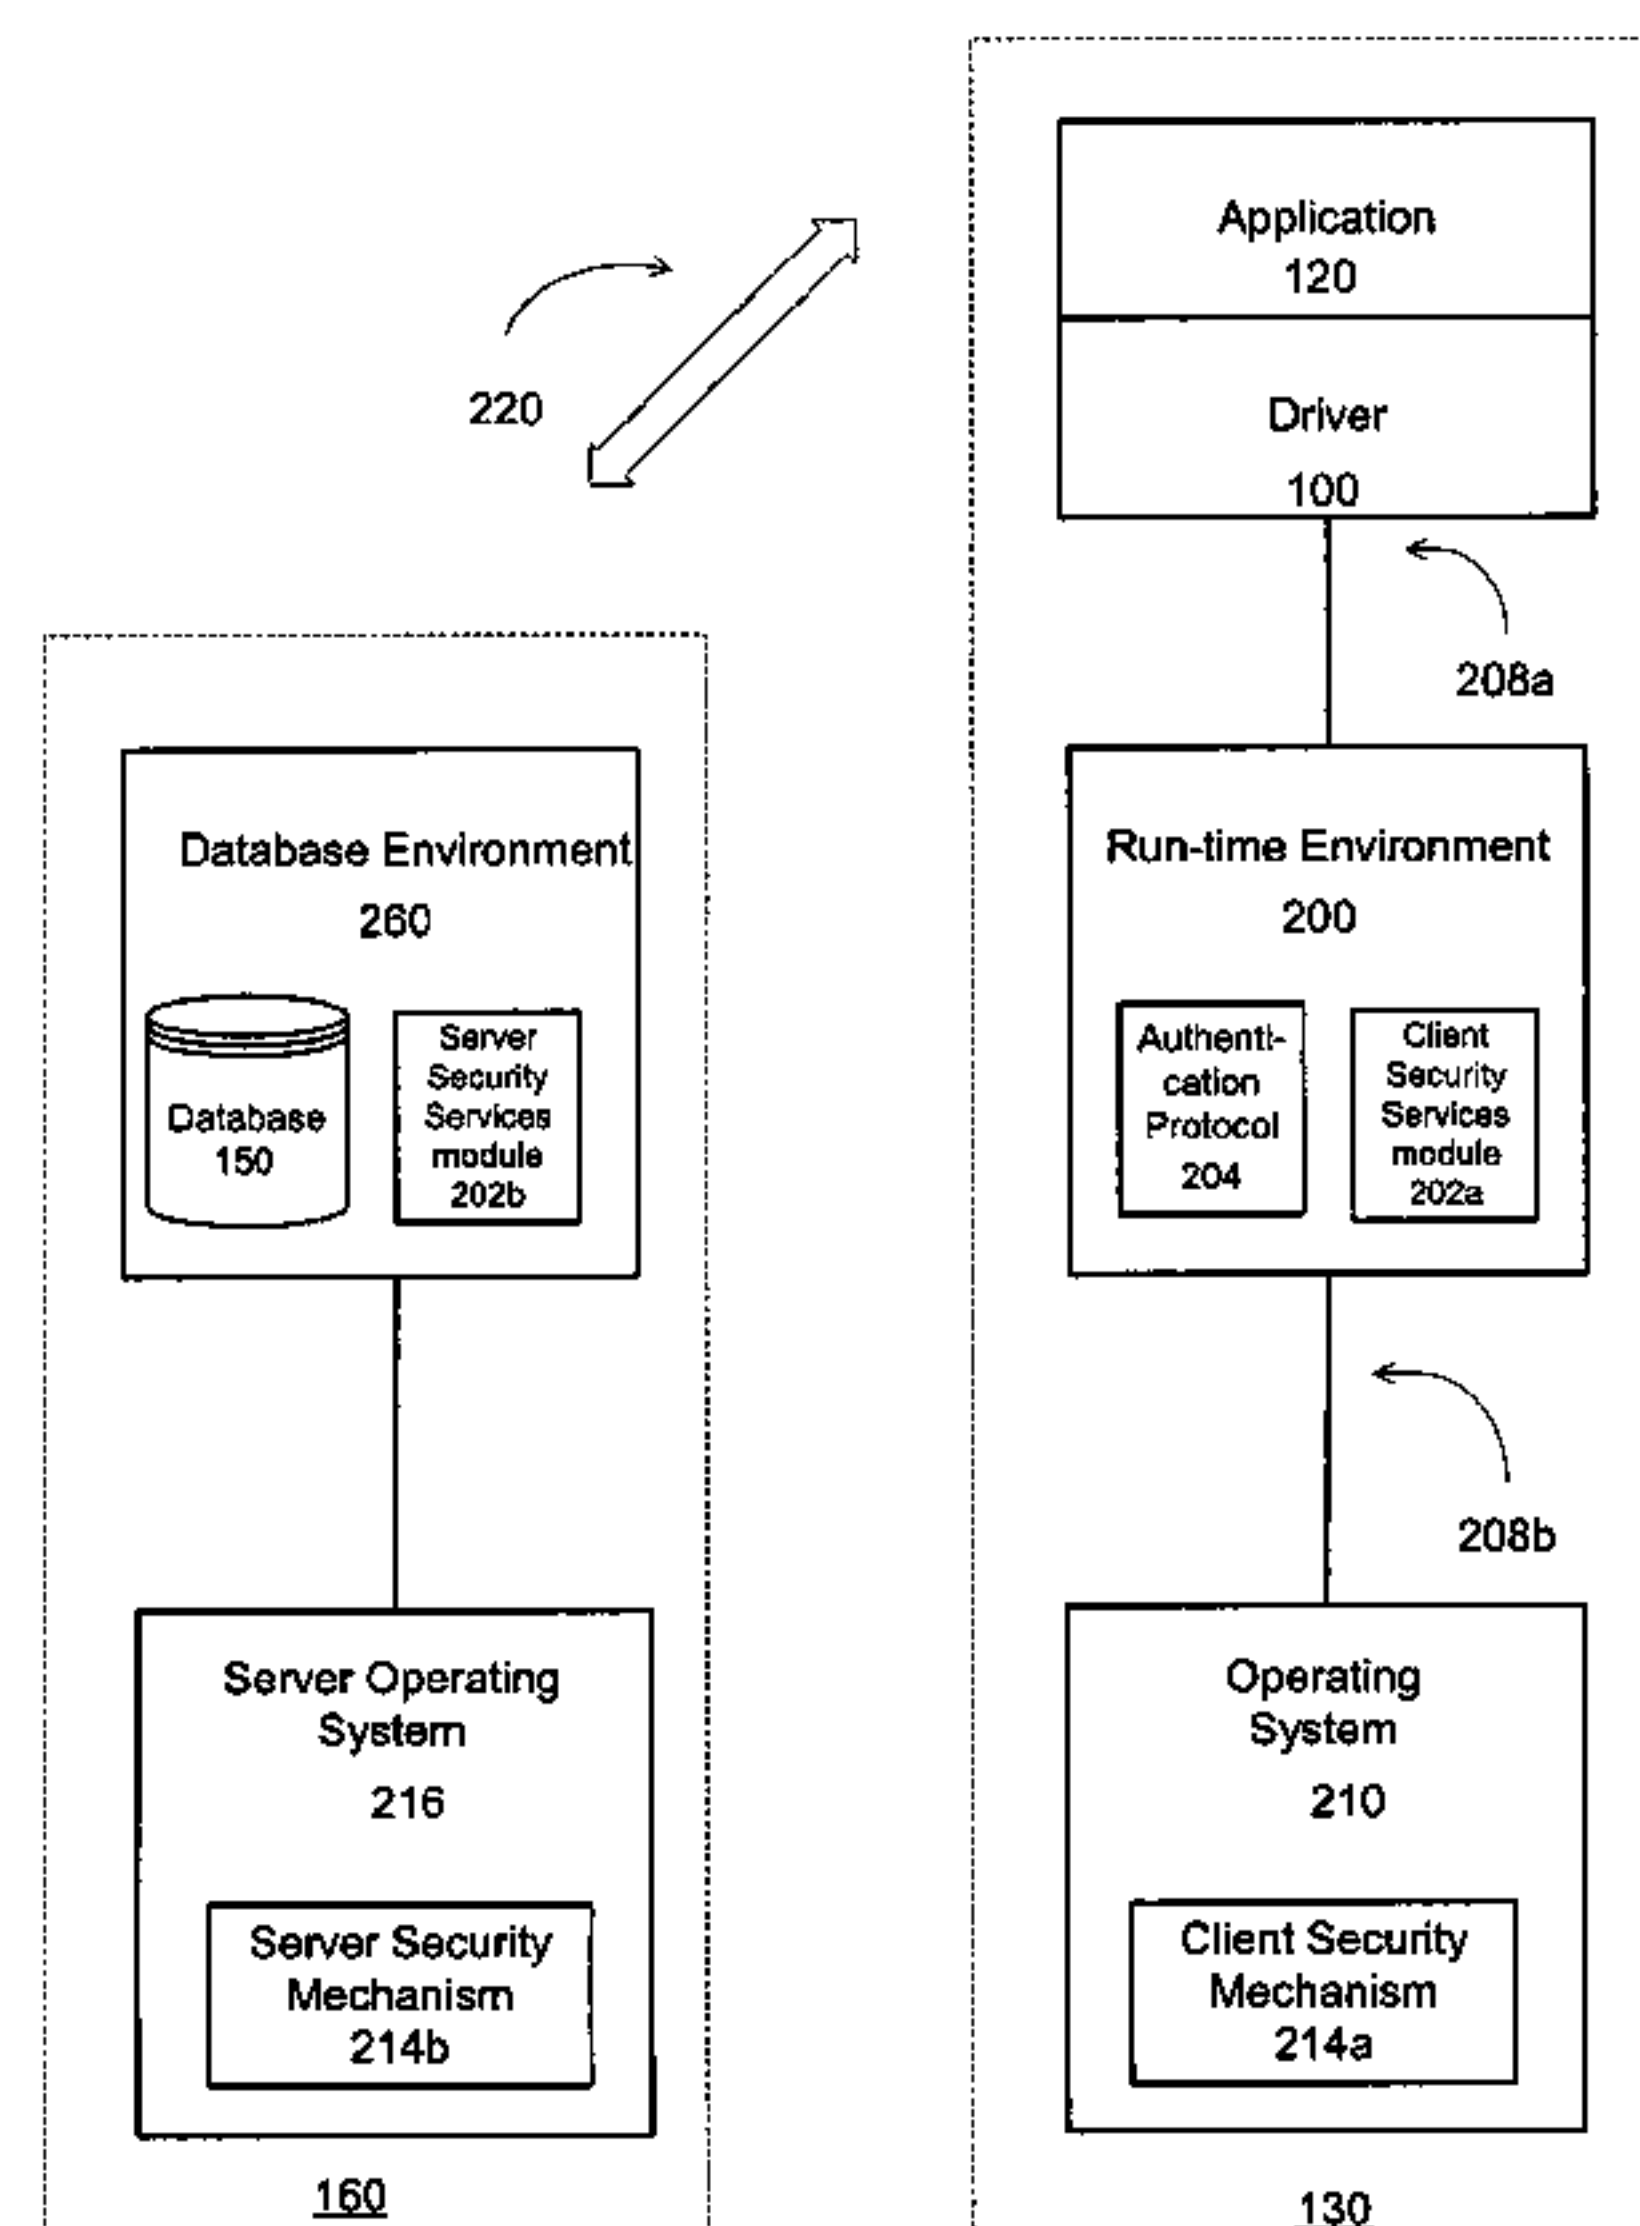 Application
120
Driver
100
220
208a
Database Environment
260
Database
150
Server
Security
Services
module
202b
Run-time Environment
200
Authenti-
cation
Protocol
204
Client
Security
Services
module
202a
208b
Server Operating
System
216
Server Security
Mechanism
214b
160
Operating
System
210
Client Security
Mechanism
214a
130